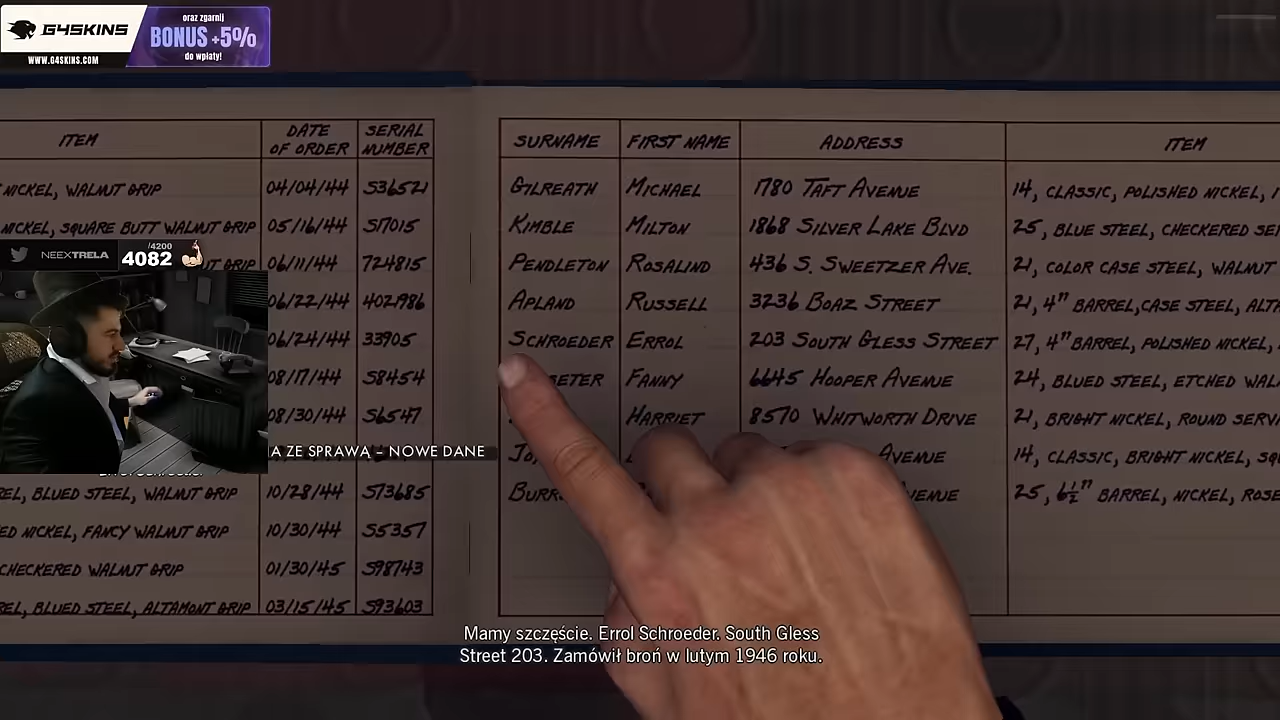 G4SKINS
WWW.G4SKINS.COM
oraz zgarnij
BONUS +5%
do wpłaty!
ITEM DATE OF ORDER SERIAL NUMBER
NICKEL, WALNUT GRIP 04/04/44 S36521
NICKEL, SQUARE BUTT WALNUT GRIP 05/16/44 S17015
GRIP 06/11/44 724815
06/22/44 402986
06/24/44 33905
08/17/44 S8454
08/30/44 S6547
BLUED STEEL, WALNUT GRIP 10/28/44 S73685
NICKEL, FANCY WALNUT GRIP 10/30/44 S5357
CHECKERED WALNUT GRIP 01/30/45 S98743
BLUED STEEL, ALTAMONT GRIP 03/15/45 S93603
SURNAME FIRST NAME ADDRESS ITEM
GILREATH MICHAEL 1780 TAFT AVENUE 14, CLASSIC, POLISHED NICKEL,
KIMBLE MILTON 1868 SILVER LAKE BLVD 25, BLUE STEEL, CHECKERED
PENDLETON ROSALIND 436 S. SWEETZER AVE. 21, COLOR CASE STEEL, WALNUT
APLAND RUSSELL 3236 BOAZ STREET 21, 4" BARREL, CASE STEEL,
SCHROEDER ERROL 203 SOUTH GLESS STREET 27, 4" BARREL, POLISHED NICKEL,
FANNY 6645 HOOPER AVENUE 24, BLUED STEEL, ETCHED
HARRIET 8570 WHITWORTH DRIVE 21, BRIGHT NICKEL, ROUND
AVENUE 14, CLASSIC, BRIGHT NICKEL,
25, 6½" BARREL, NICKEL,
NEEXTRELA 4082 /4200
ZE SPRAWĄ – NOWE DANE
Mamy szczęście. Errol Schroeder. South Gless
Street 203. Zamówił broń w lutym 1946 roku.